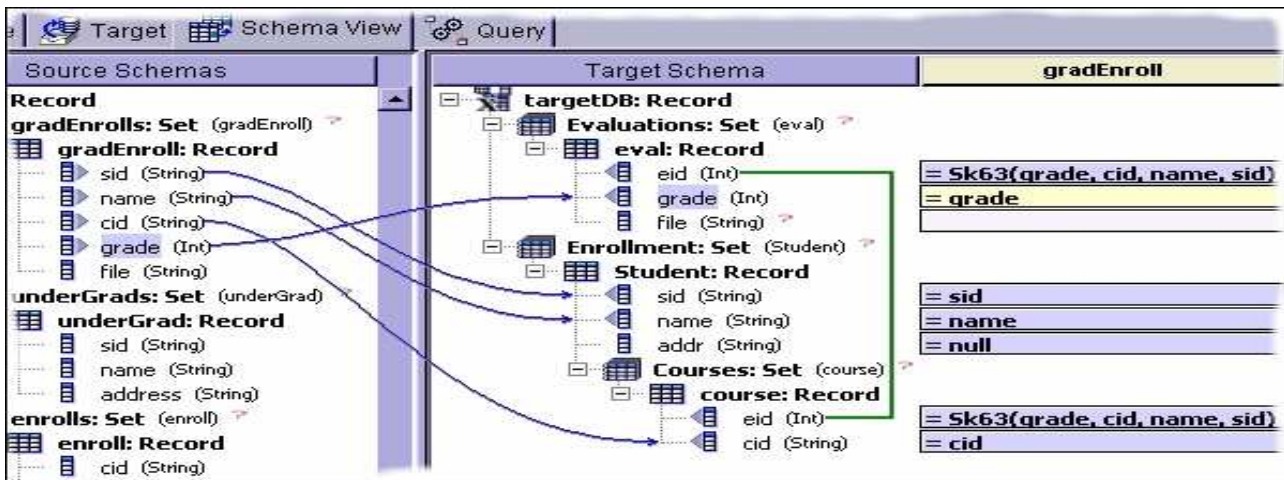 Target Schema View Query
Source Schemas
Record
gradEnrolls: Set (gradEnroll) ?
gradEnroll: Record
sid (String)
name (String)
cid (String)
grade (Int)
file (String)
underGrads: Set (underGrad) ?
underGrad: Record
sid (String)
name (String)
address (String)
enrolls: Set (enroll) ?
enroll: Record
cid (String)
Target Schema
targetDB: Record
Evaluations: Set (eval) ?
eval: Record
eid (Int)
grade (Int)
file (String) ?
Enrollment: Set (Student) ?
Student: Record
sid (String)
name (String)
addr (String)
Courses: Set (course) ?
course: Record
eid (Int)
cid (String)
gradEnroll
= Sk63(grade, cid, name, sid)
= grade
= sid
= name
= null
= Sk63(grade, cid, name, sid)
= cid